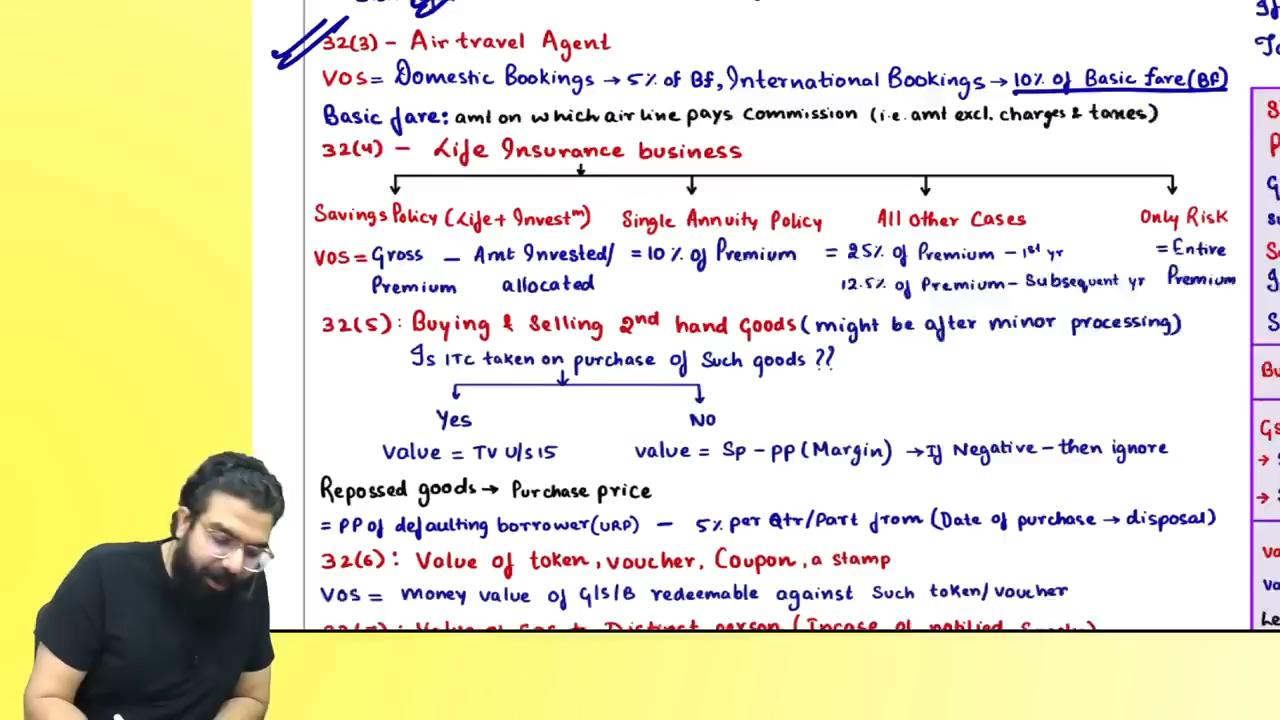 32(3) - Air travel Agent
VOS = Domestic Bookings → 5% of Bf, International Bookings → 10% of Basic fare (BF)
Basic fare: amt on which airline pays commission (i.e. amt excl. charges & taxes)
32(4) - Life Insurance business
Savings Policy (Life + Investm) Single Annuity Policy All Other Cases Only Risk
VOS = Gross - Amt Invested/ = 10% of Premium = 25% of Premium - 1st yr = Entire
Premium allocated 12.5% of Premium - Subsequent yr Premium
32(5): Buying & Selling 2nd hand Goods (might be after minor processing)
Is ITC taken on purchase of Such goods ??
Yes NO
value = TV U/s 15 value = Sp - pp (Margin) → If Negative - then ignore
Repossed goods → Purchase price
= PP of defaulting borrower (URP) - 5% per Qtr/Part from (Date of purchase → disposal)
32(6): Value of token, voucher, Coupon, a stamp
VOS = money value of G/S/B redeemable against Such token/voucher